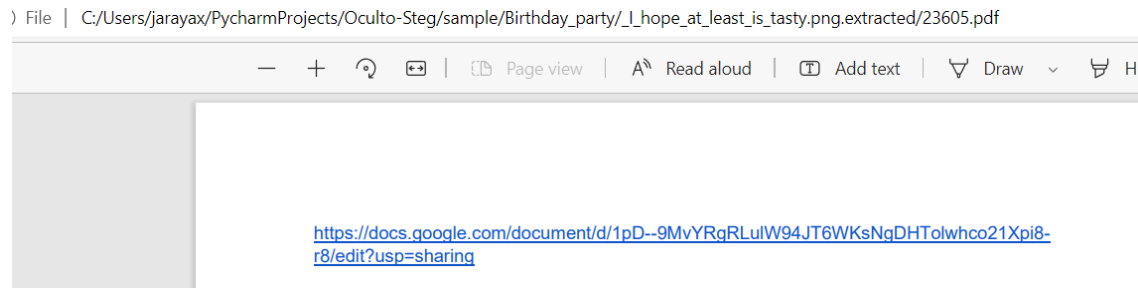 File | C:/Users/jarayax/PycharmProjects/Oculto-Steg/sample/Birthday_party/_I_hope_at_least_is_tasty.png.extracted/23605.pdf
Page view | Read aloud | Add text | Draw H
https://docs.google.com/document/d/1pD--9MvYRgRLulW94JT6WKsNgDHTolwhco21Xpi8-
r8/edit?usp=sharing